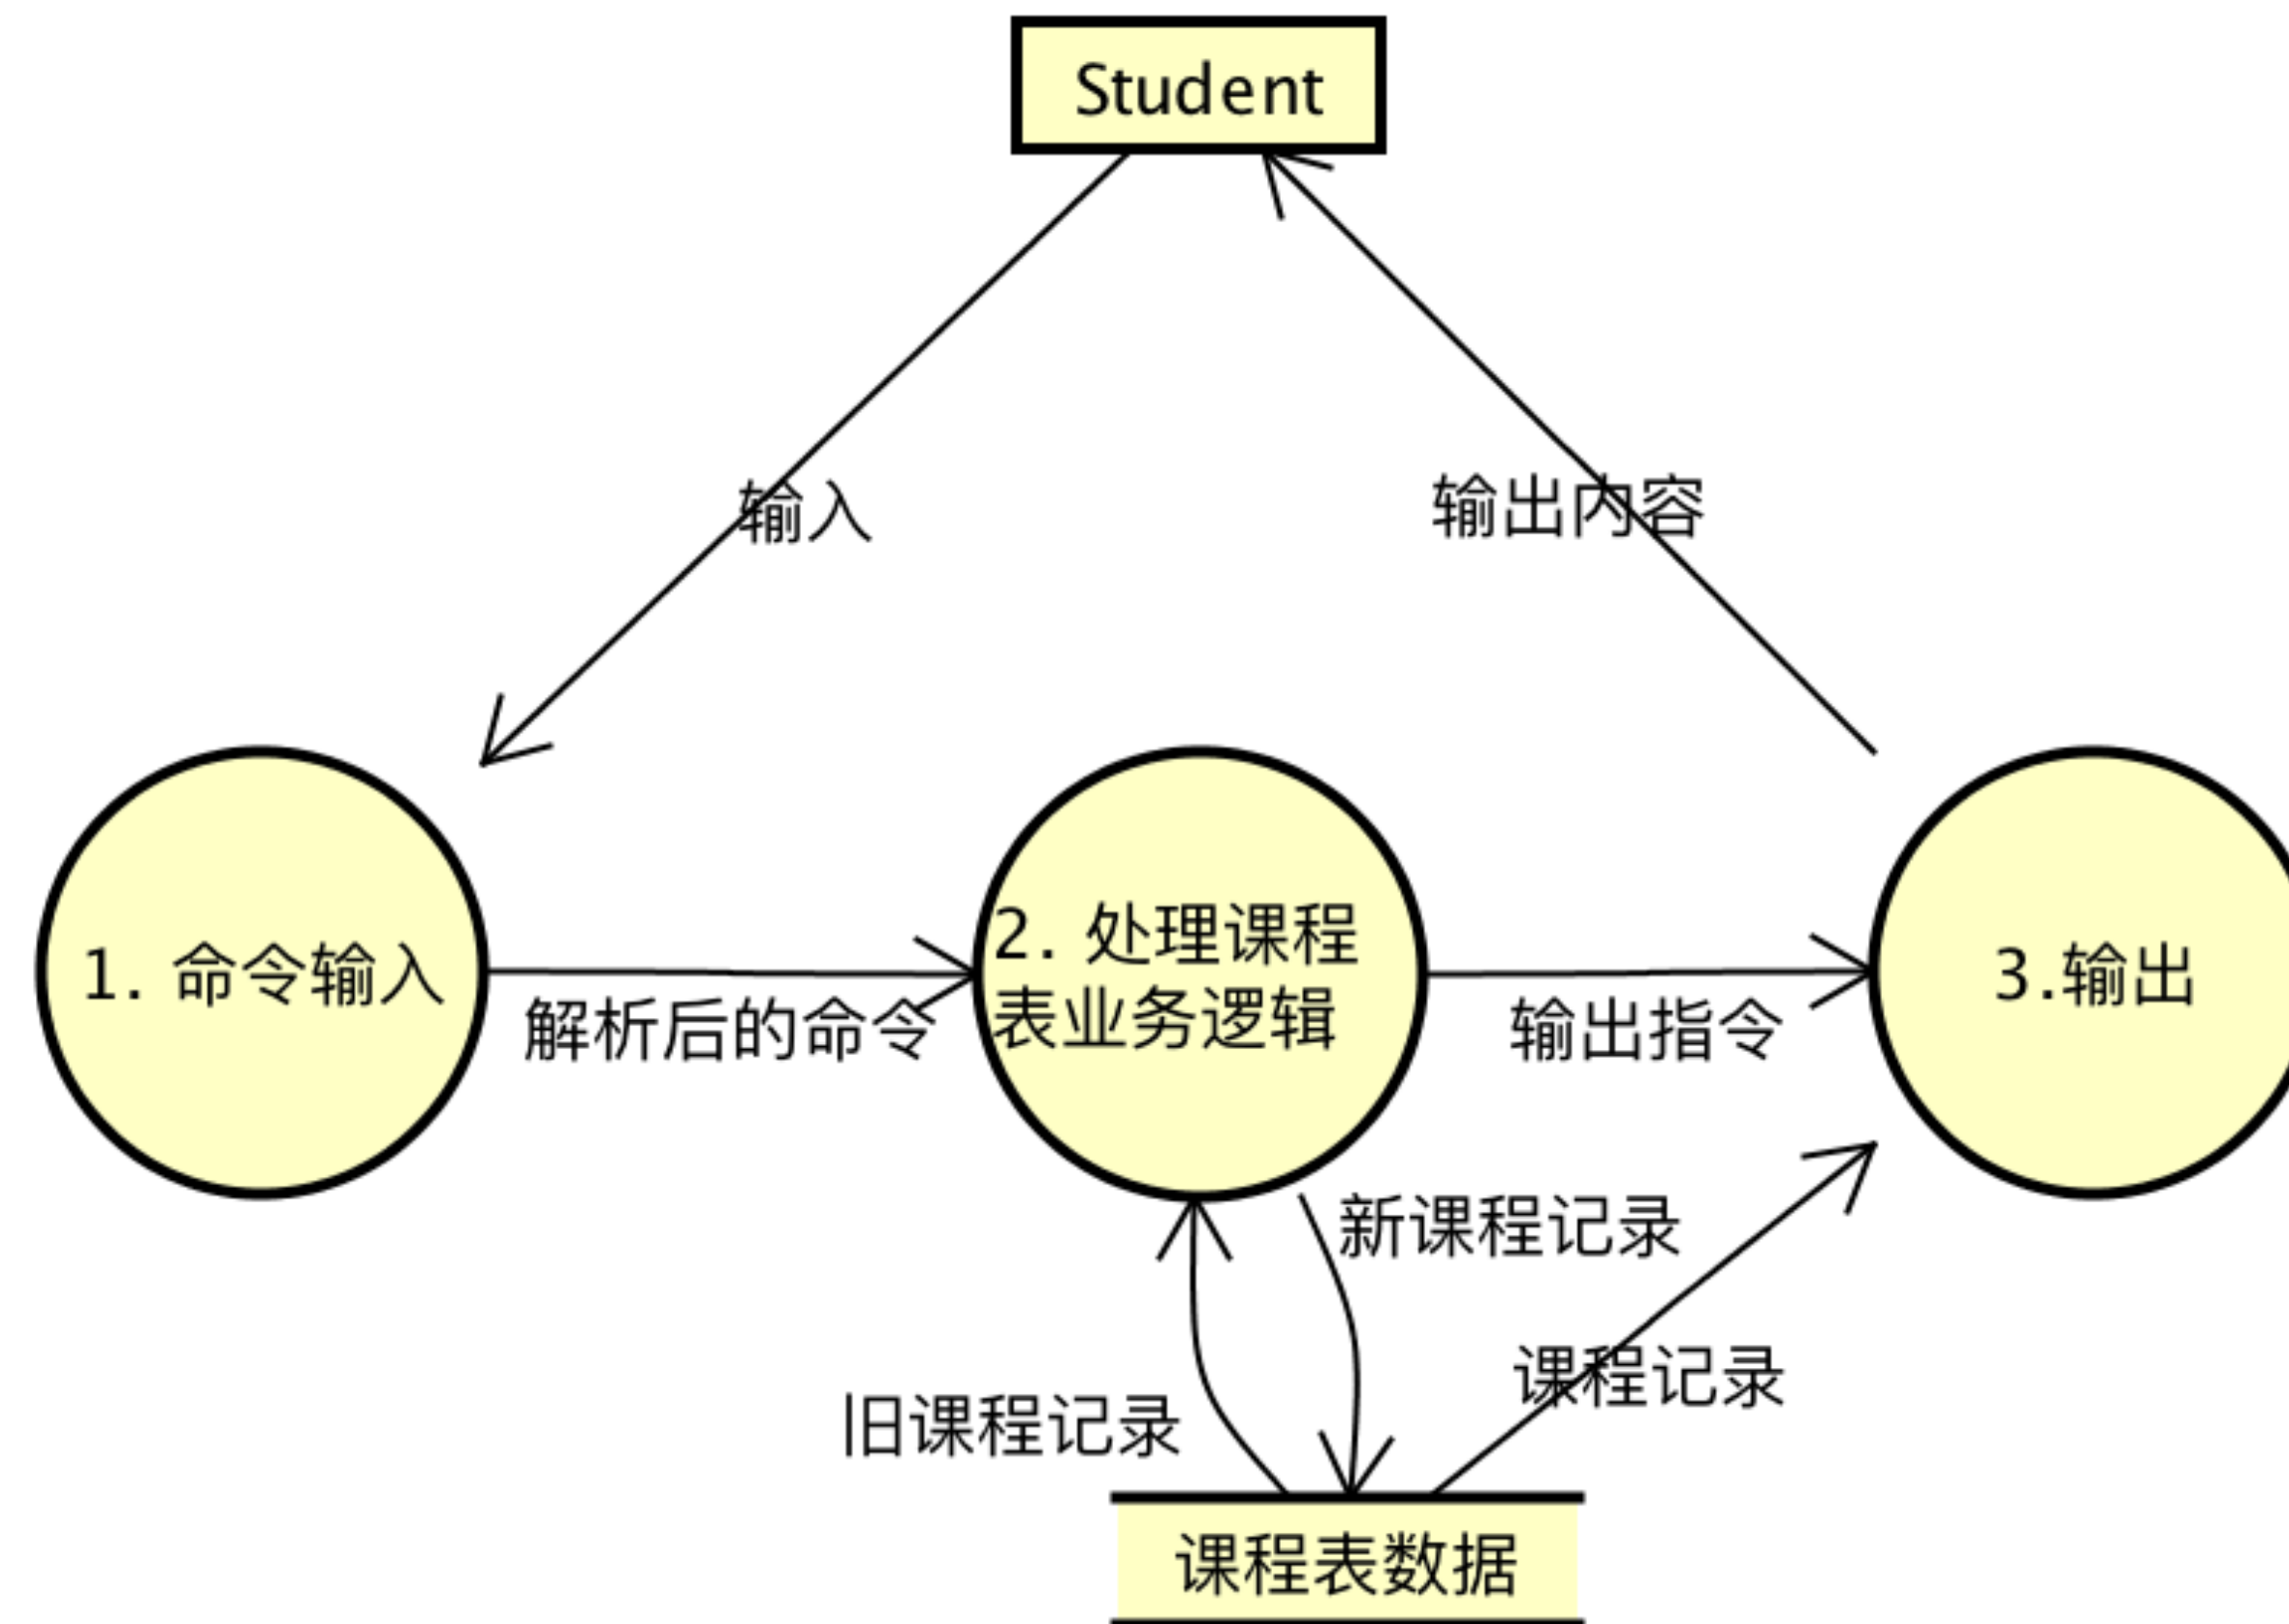 Student
输入
输出内容
1. 命令输入
解析后的命令
2. 处理课程
表业务逻辑
输出指令
3.输出
新课程记录
课程记录
旧课程记录
课程表数据